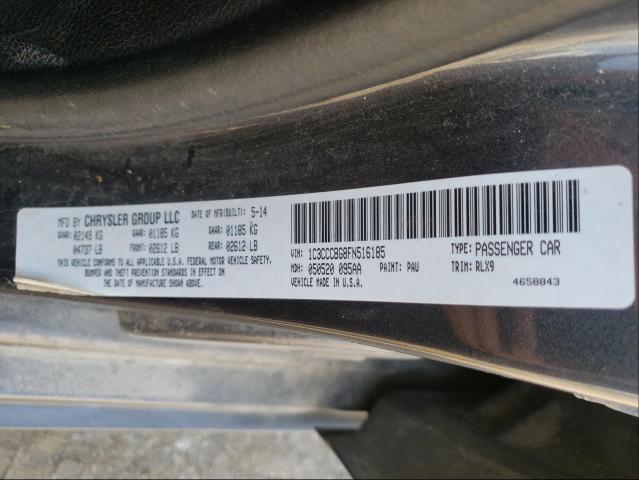 MFD BY CHRYSLER GROUP LLC DATE OF MFR(BUILT): 5-14
GVWR: 02149 KG GAWR: 01185 KG GAWR: 01185 KG
04737 LB FRONT: 02612 LB REAR: 02612 LB
THIS VEHICLE CONFORMS TO ALL APPLICABLE U.S.A. FEDERAL MOTOR VEHICLE SAFETY,
BUMPER AND THEFT PREVENTION STANDARDS IN EFFECT ON
THE DATE OF MANUFACTURE SHOWN ABOVE.
VIN: 1C3CCCBG8FN516185 TYPE: PASSENGER CAR
MDH: 050520 095AA PAINT: PAU TRIM: RLX9
VEHICLE MADE IN U.S.A. 4658843